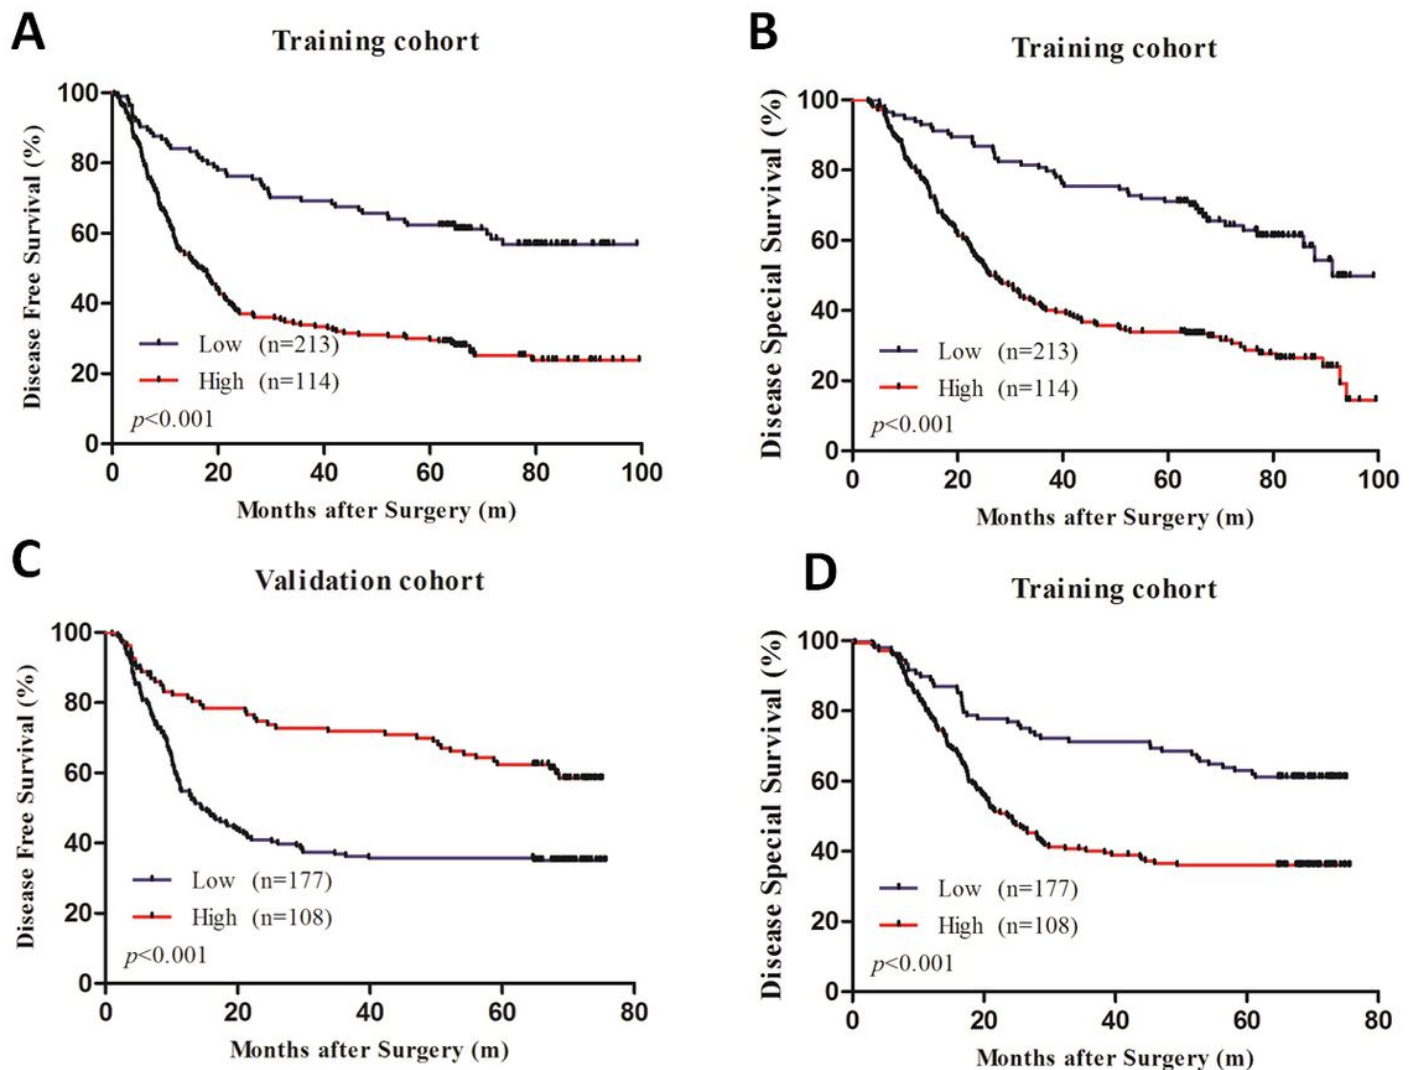 A
Training cohort
Disease Free Survival (%)
100
80
60
40
20
0
Low (n=213)
High (n=114)
p<0.001
0 20 40 60 80 100
Months after Surgery (m)
B
Training cohort
Disease Special Survival (%)
100
80
60
40
20
0
Low (n=213)
High (n=114)
p<0.001
0 20 40 60 80 100
Months after Surgery (m)
C
Validation cohort
Disease Free Survival (%)
100
80
60
40
20
0
Low (n=177)
High (n=108)
p<0.001
0 20 40 60 80
Months after Surgery (m)
D
Training cohort
Disease Special Survival (%)
100
80
60
40
20
0
Low (n=177)
High (n=108)
p<0.001
0 20 40 60 80
Months after Surgery (m)